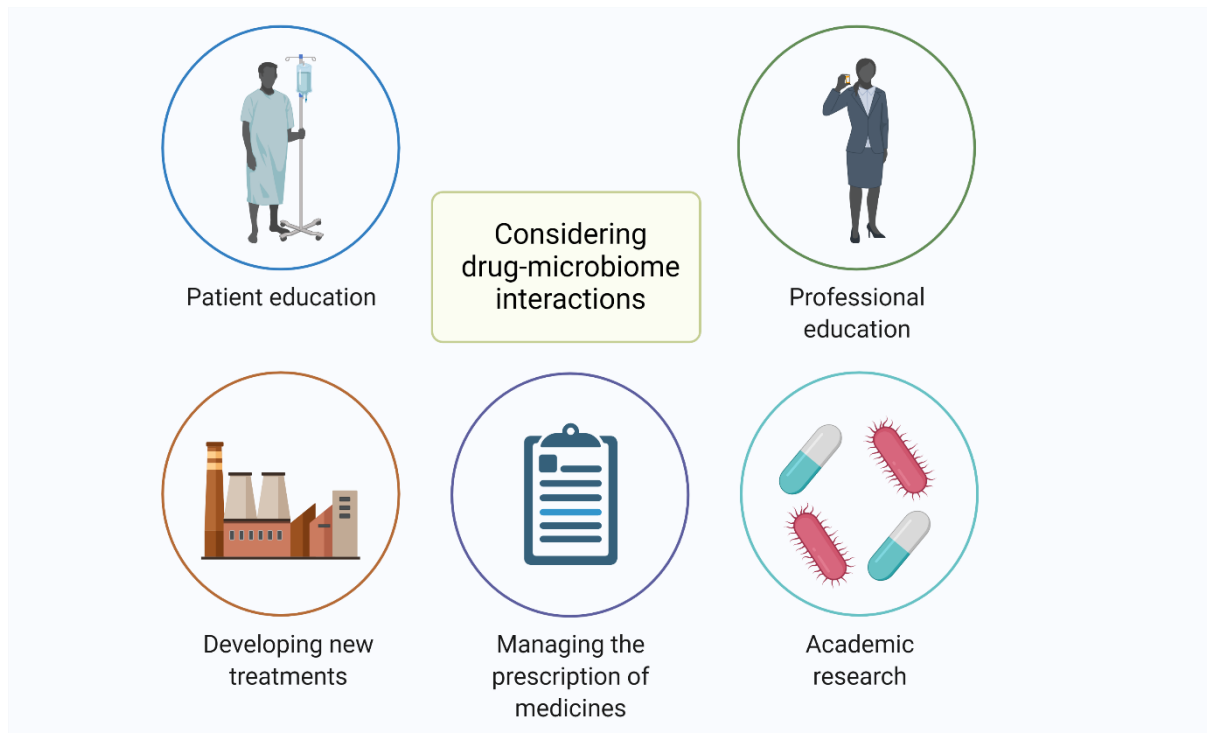 Considering
drug-microbiome
interactions
Patient education
Professional
education
Developing new
treatments
Managing the
prescription of
medicines
Academic
research